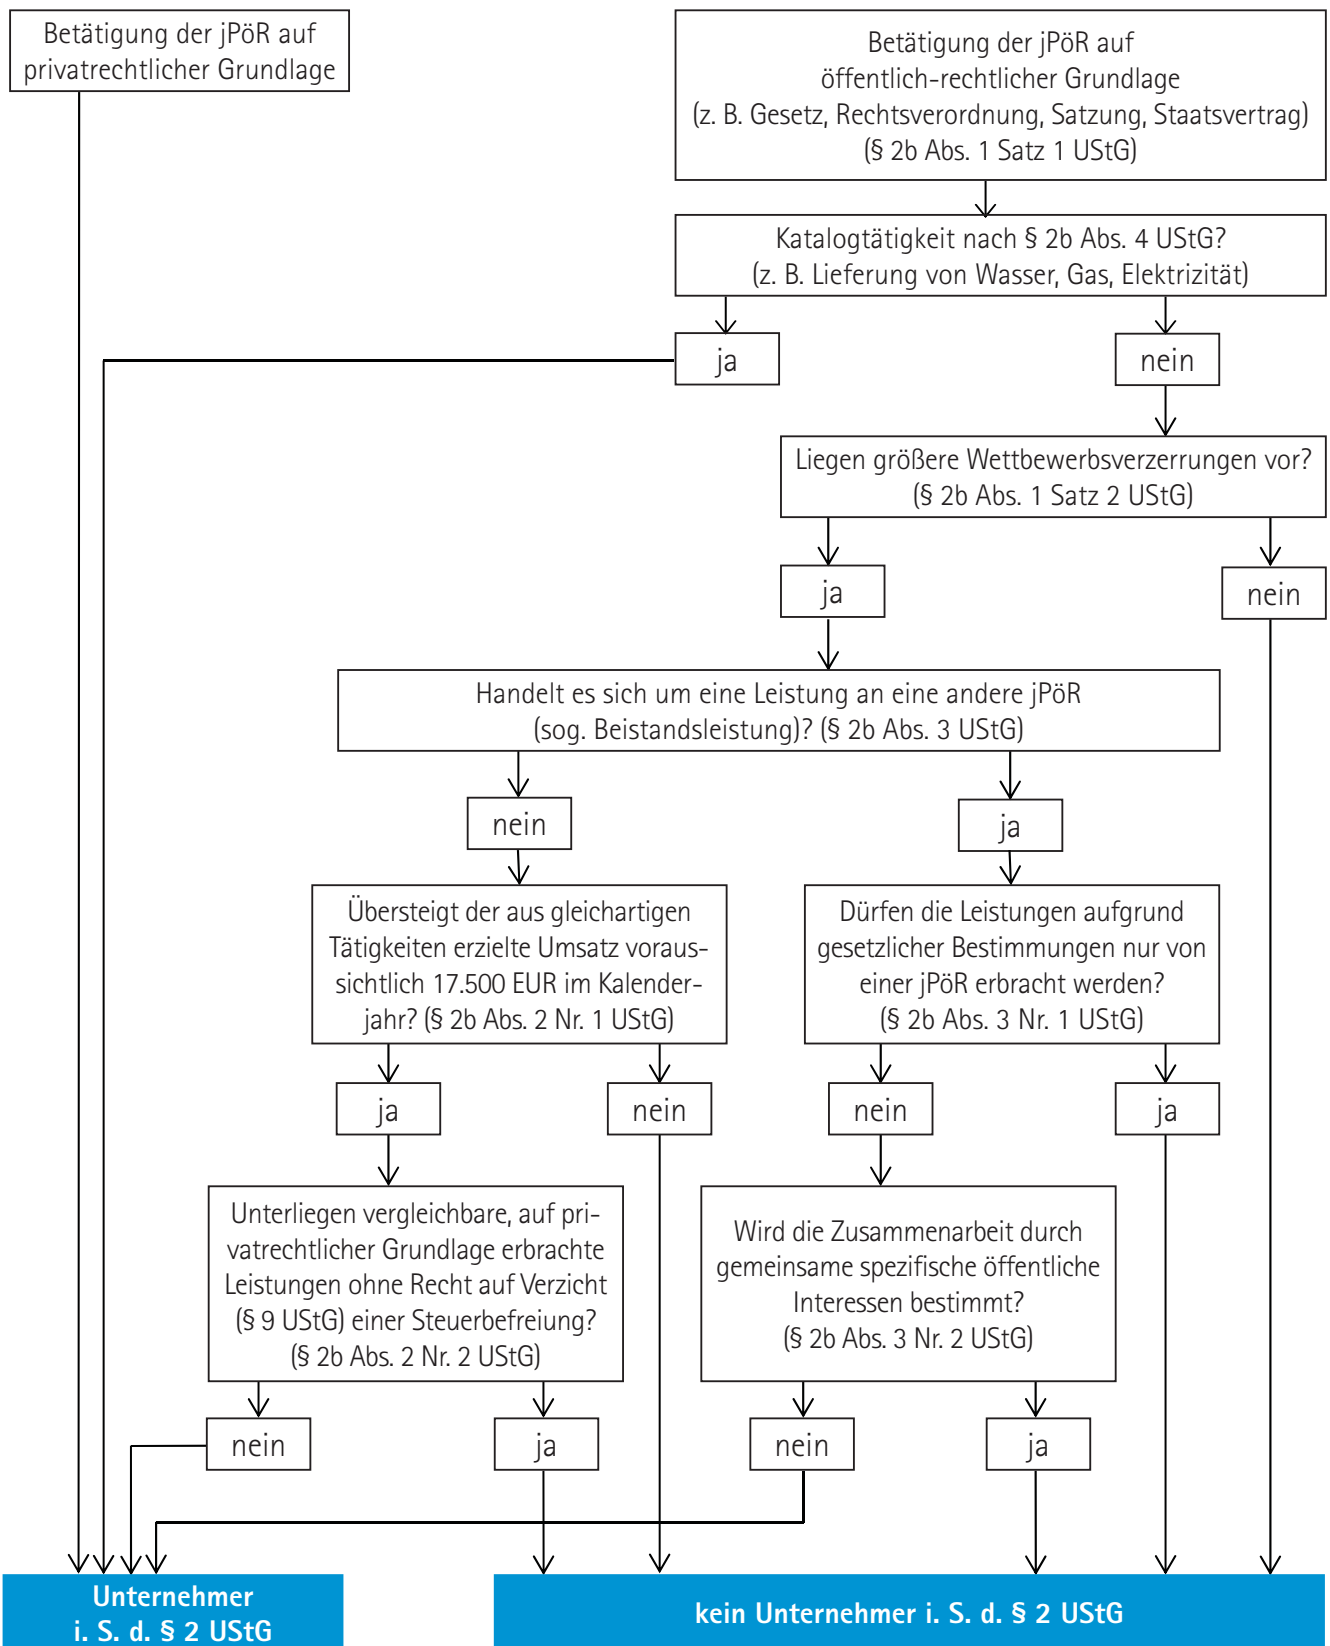 Betätigung der jPöR auf
privatrechtlicher Grundlage
Betätigung der jPöR auf
öffentlich-rechtlicher Grundlage
(z. B. Gesetz, Rechtsverordnung, Satzung, Staatsvertrag)
(§ 2b Abs. 1 Satz 1 UStG)
Katalogtätigkeit nach § 2b Abs. 4 UStG?
(z. B. Lieferung von Wasser, Gas, Elektrizität)
ja
nein
Liegen größere Wettbewerbsverzerrungen vor?
(§ 2b Abs. 1 Satz 2 UStG)
ja
nein
Handelt es sich um eine Leistung an eine andere jPöR
(sog. Beistandsleistung)? (§ 2b Abs. 3 UStG)
nein
ja
Übersteigt der aus gleichartigen
Tätigkeiten erzielte Umsatz voraus-
sichtlich 17.500 EUR im Kalender-
jahr? (§ 2b Abs. 2 Nr. 1 UStG)
Dürfen die Leistungen aufgrund
gesetzlicher Bestimmungen nur von
einer jPöR erbracht werden?
(§ 2b Abs. 3 Nr. 1 UStG)
ja
nein
nein
ja
Unterliegen vergleichbare, auf pri-
vatrechtlicher Grundlage erbrachte
Leistungen ohne Recht auf Verzicht
(§ 9 UStG) einer Steuerbefreiung?
(§ 2b Abs. 2 Nr. 2 UStG)
Wird die Zusammenarbeit durch
gemeinsame spezifische öffentliche
Interessen bestimmt?
(§ 2b Abs. 3 Nr. 2 UStG)
nein
ja
nein
ja
Unternehmer
i. S. d. § 2 UStG
kein Unternehmer i. S. d. § 2 UStG